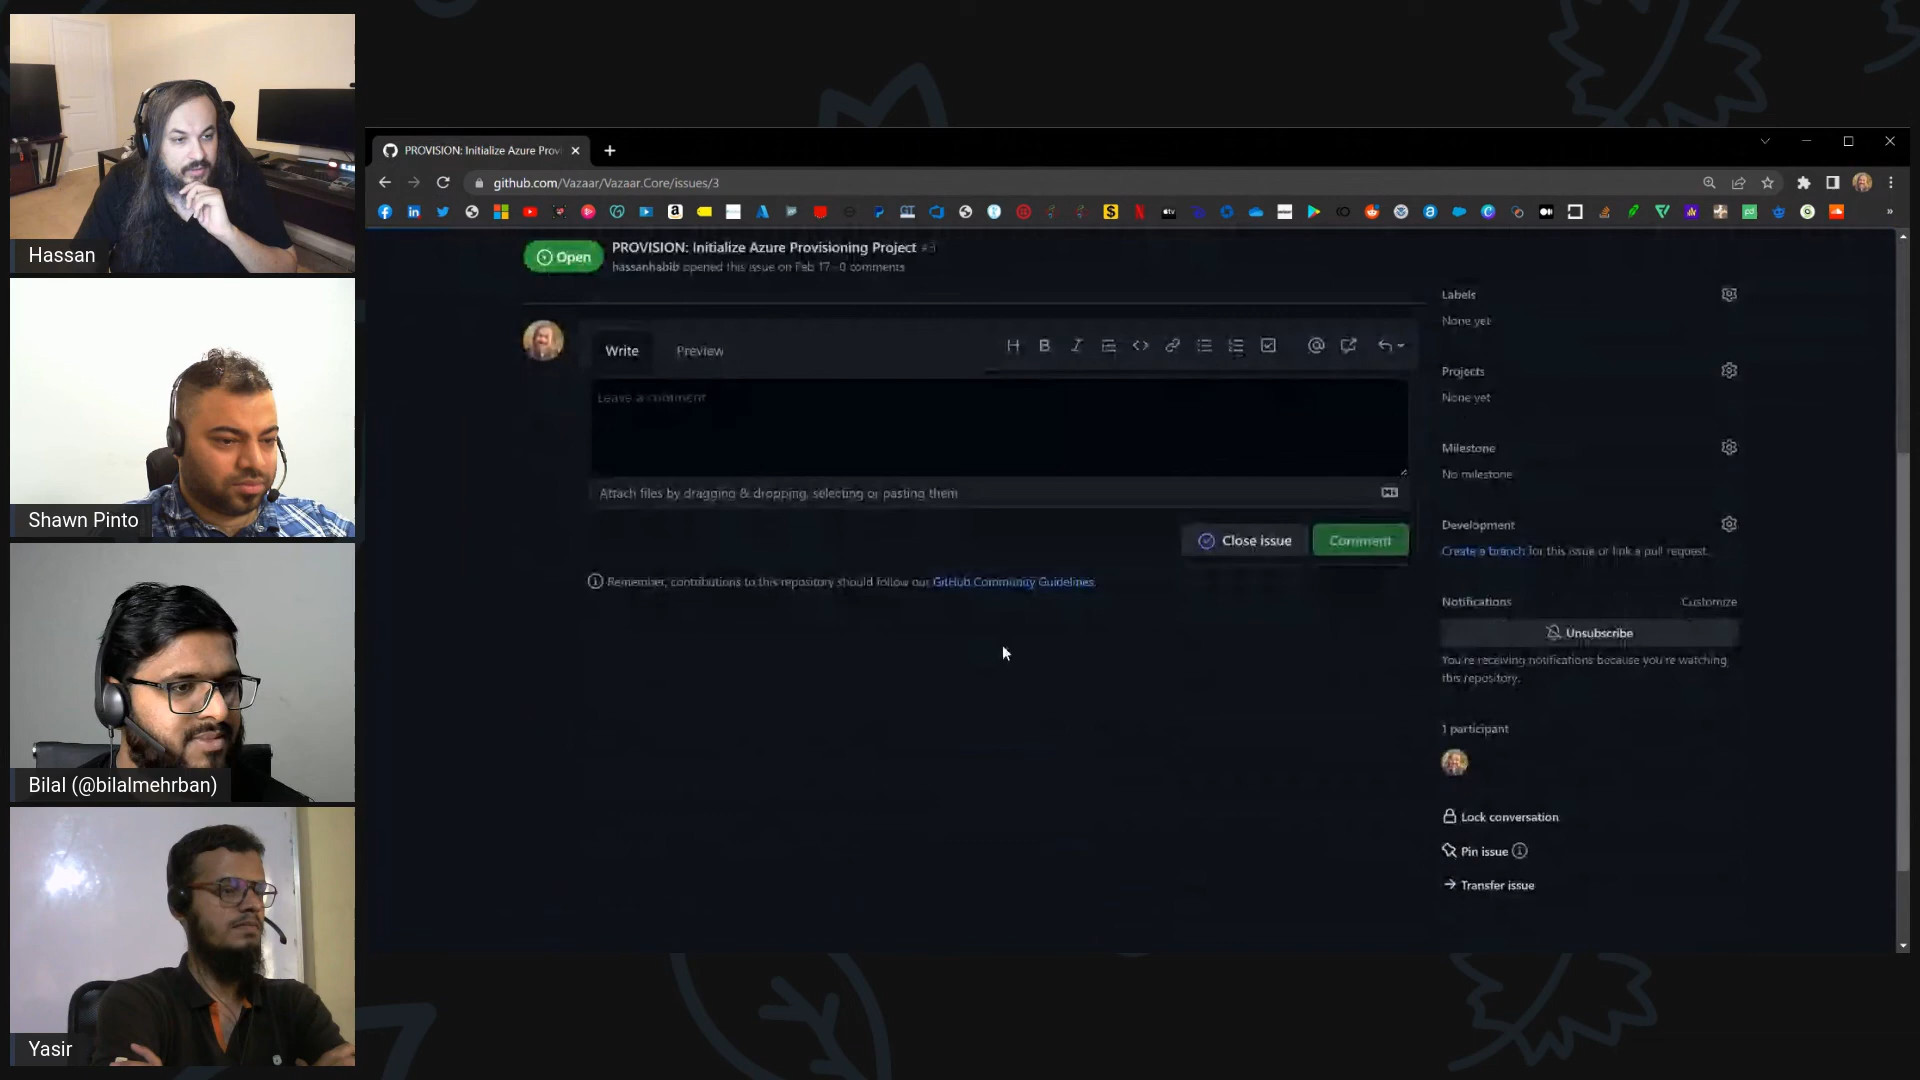 Hassan
Shawn Pinto
Bilal (@bilalmehrban)
Yasir
PROVISION: Initialize Azure Prov
github.com/Vazaar/Vazaar.Core/issues/3
Open
PROVISION: Initialize Azure Provisioning Project #3
hassanhabib opened this issue on Feb 17 · 0 comments
Write
Preview
Leave a comment
Attach files by dragging & dropping, selecting or pasting them.
Close issue
Comment
Remember, contributions to this repository should follow our GitHub Community Guidelines.
Labels
None yet
Projects
None yet
Milestone
No milestone
Development
Create a branch for this issue or link a pull request.
Notifications
Customize
Unsubscribe
You're receiving notifications because you're watching
this repository.
1 participant
Lock conversation
Pin issue
Transfer issue